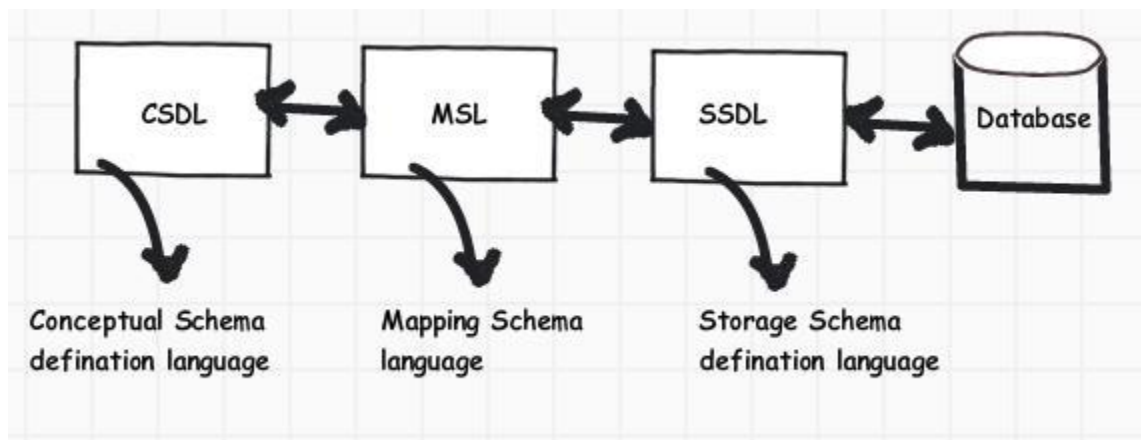 CSDL
MSL
SSDL
Database
Conceptual Schema
defination language
Mapping Schema
language
Storage Schema
defination language